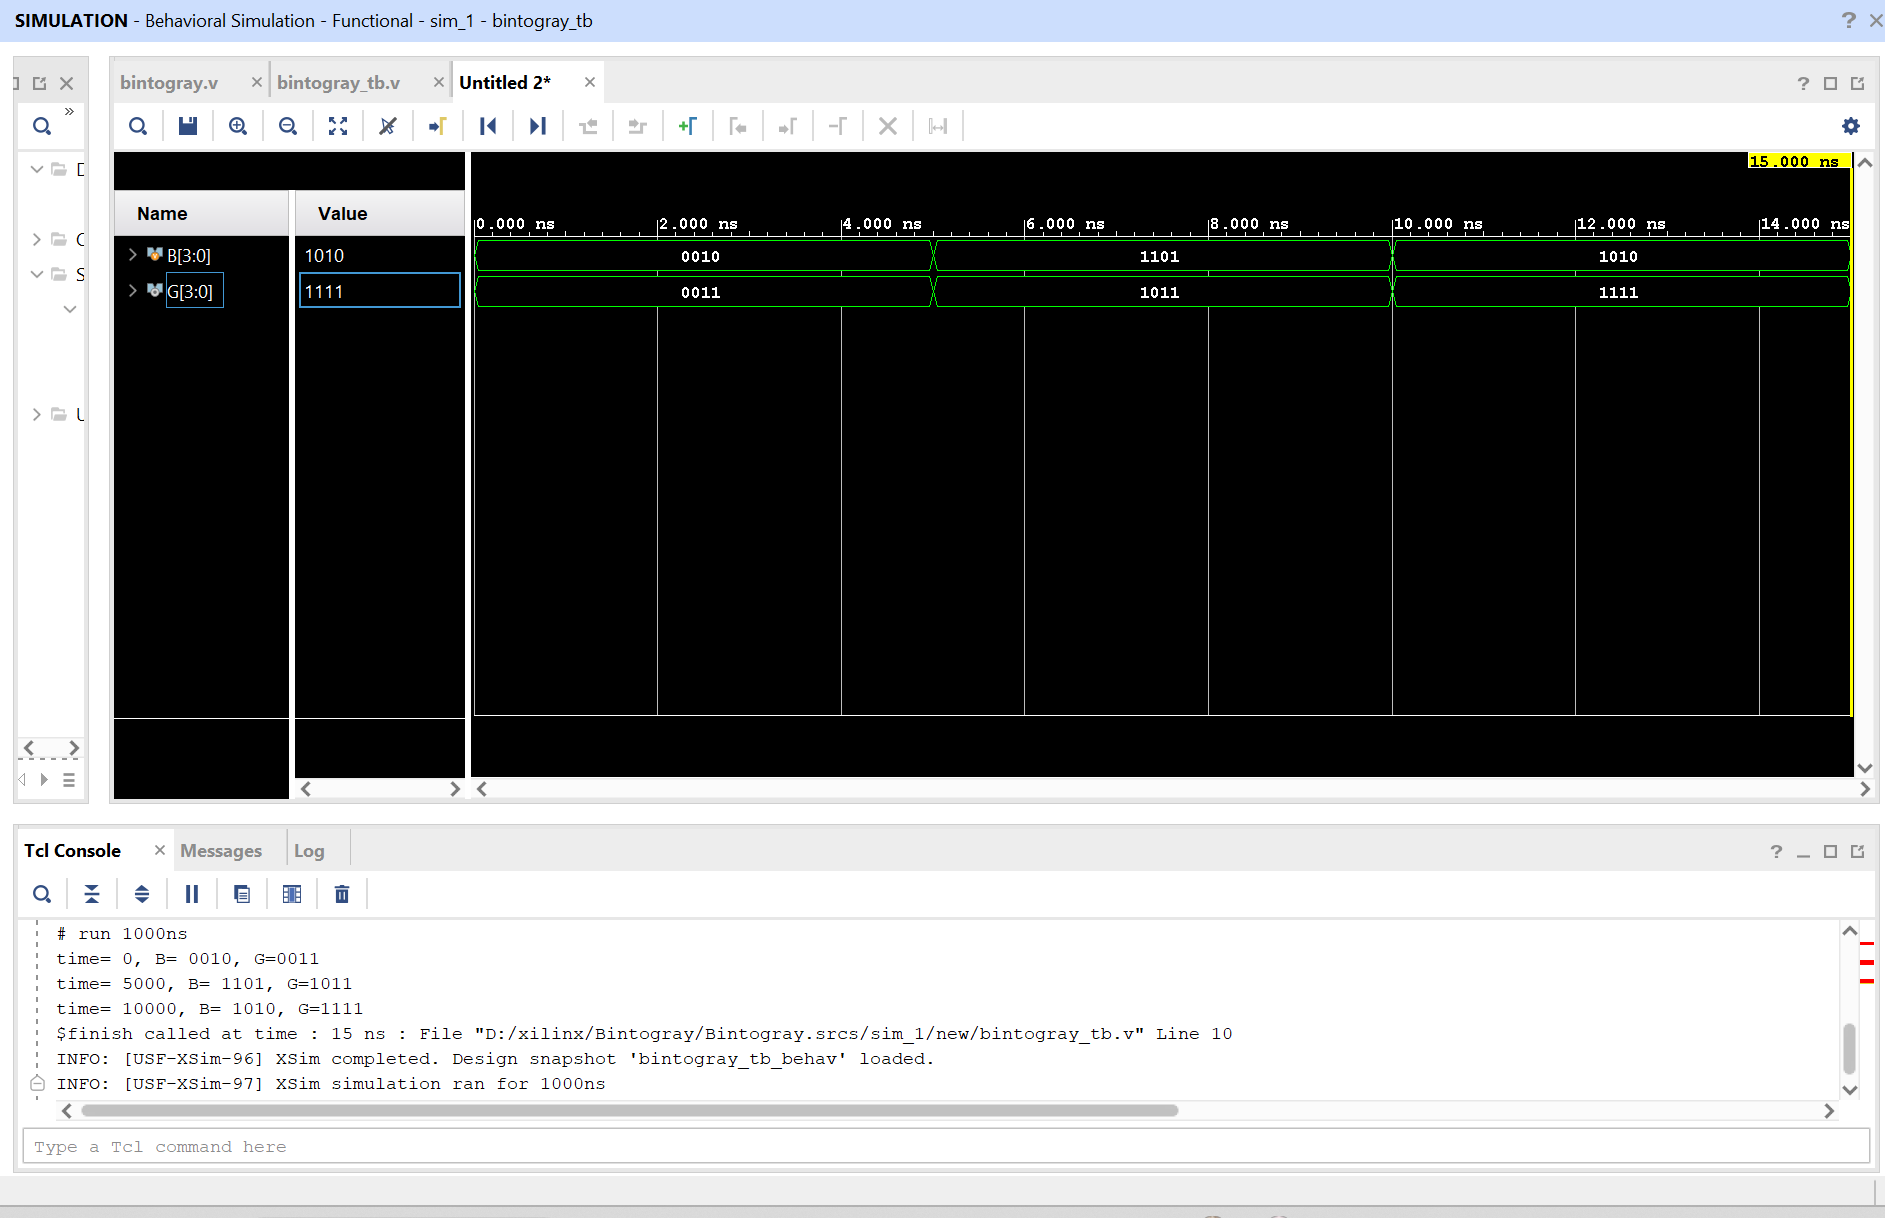 SIMULATION - Behavioral Simulation - Functional - sim_1 - bintogray_tb
bintogray.v
bintogray_tb.v
Untitled 2*
15.000 ns
Name
Value
0.000 ns
2.000 ns
4.000 ns
6.000 ns
8.000 ns
10.000 ns
12.000 ns
14.000 ns
B[3:0]
1010
0010
1101
1010
G[3:0]
1111
0011
1011
1111
S
Tcl Console
Messages
Log
# run 1000ns
time= 0, B= 0010, G=0011
time= 5000, B= 1101, G=1011
time= 10000, B= 1010, G=1111
$finish called at time : 15 ns : File "D:/xilinx/Bintogray/Bintogray.srcs/sim_1/new/bintogray_tb.v" Line 10
INFO: [USF-XSim-96] XSim completed. Design snapshot 'bintogray_tb_behav' loaded.
INFO: [USF-XSim-97] XSim simulation ran for 1000ns
Type a Tcl command here